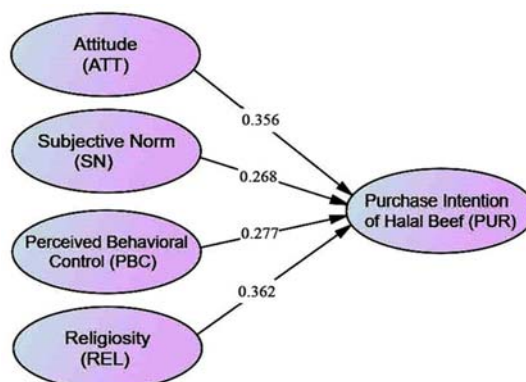 Attitude
(ATT)
0.356
Subjective Norm
(SN)
0.268
Purchase Intention
of Halal Beef (PUR)
Perceived Behavioral
Control (PBC)
0.277
0.362
Religiosity
(REL)